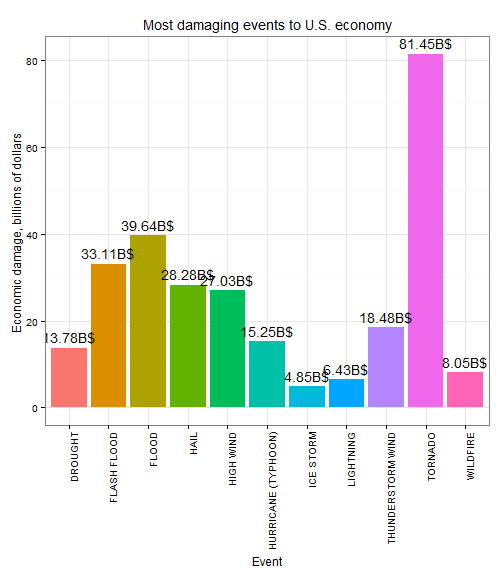 Most damaging events to U.S. economy
Economic damage, billions of dollars
80
60
40
20
0
13.78B$
33.11B$
39.64B$
28.28B$
27.03B$
15.25B$
4.85B$
6.43B$
18.48B$
81.45B$
8.05B$
DROUGHT
FLASH FLOOD
FLOOD
HAIL
HIGH WIND
HURRICANE (TYPHOON)
ICE STORM
LIGHTNING
THUNDERSTORM WIND
TORNADO
WILDFIRE
Event